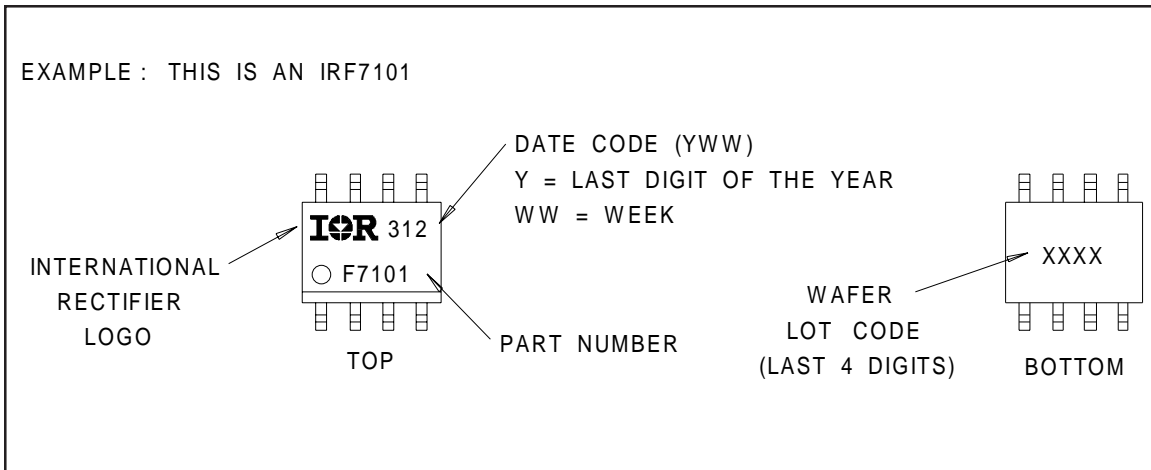 EXAMPLE : THIS IS AN IRF7101
DATE CODE (YWW)
Y = LAST DIGIT OF THE YEAR
WW = WEEK
IOR 312
F7101
INTERNATIONAL
RECTIFIER
LOGO
TOP
PART NUMBER
XXXX
WAFER
LOT CODE
(LAST 4 DIGITS)
BOTTOM